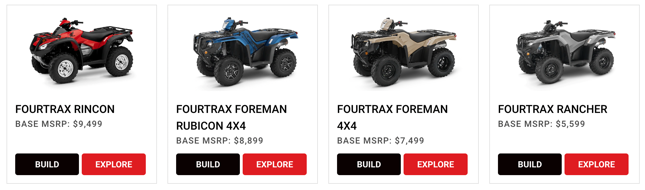 FOURTRAX RINCON
BASE MSRP: $9,499
BUILD
EXPLORE
FOURTRAX FOREMAN
RUBICON 4X4
BASE MSRP: $8,899
BUILD
EXPLORE
FOURTRAX FOREMAN
4X4
BASE MSRP: $7,499
BUILD
EXPLORE
FOURTRAX RANCHER
BASE MSRP: $5,599
BUILD
EXPLORE